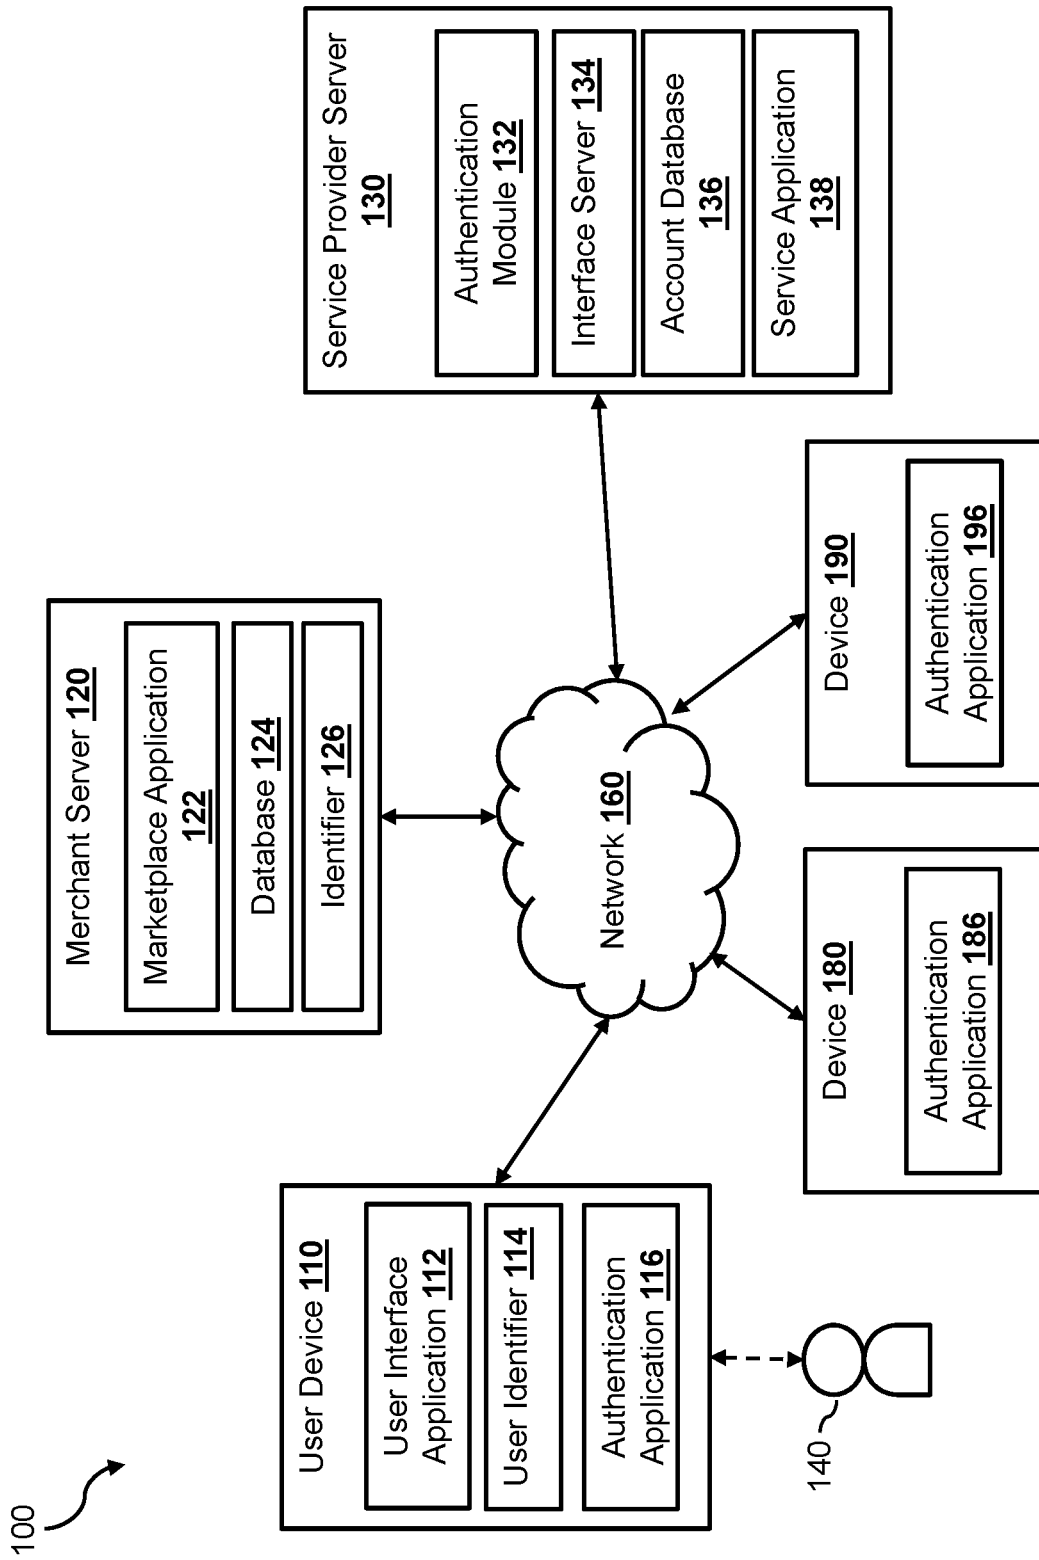 100
Merchant Server 120
Marketplace Application
122
Database 124
Identifier 126
User Device 110
User Interface
Application 112
User Identifier 114
Authentication
Application 116
140
Network 160
Service Provider Server
130
Authentication
Module 132
Interface Server 134
Account Database
136
Service Application
138
Device 180
Authentication
Application 186
Device 190
Authentication
Application 196